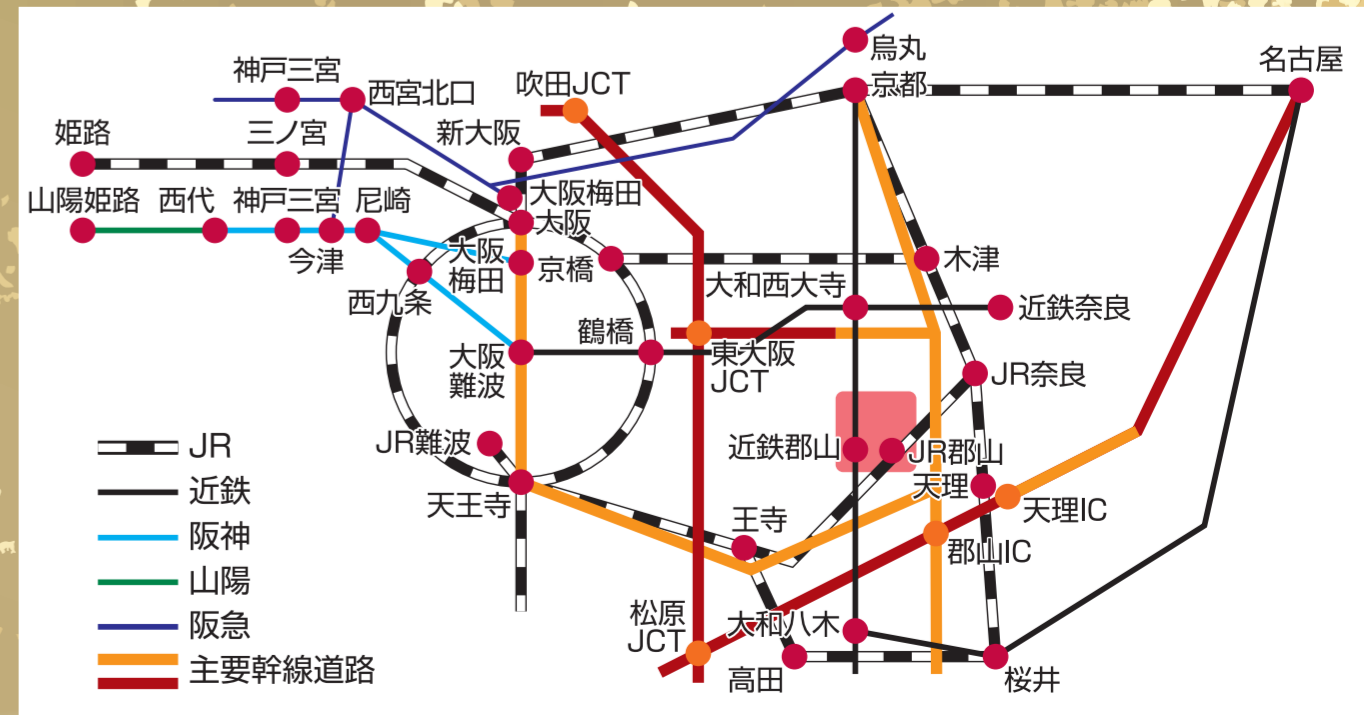 烏丸
名古屋
神戸三宮
西宮北口
吹田JCT
京都
姫路
三ノ宮
新大阪
山陽姫路
西代
神戸三宮
尼崎
大阪梅田
大阪
今津
大阪
梅田
京橋
木津
西九条
大和西大寺
近鉄奈良
鶴橋
大阪
難波
東大阪
JCT
JR奈良
JR難波
近鉄郡山
JR郡山
天理
天理IC
天王寺
王寺
郡山IC
松原
JCT
大和八木
高田
桜井
JR
近鉄
阪神
山陽
阪急
主要幹線道路